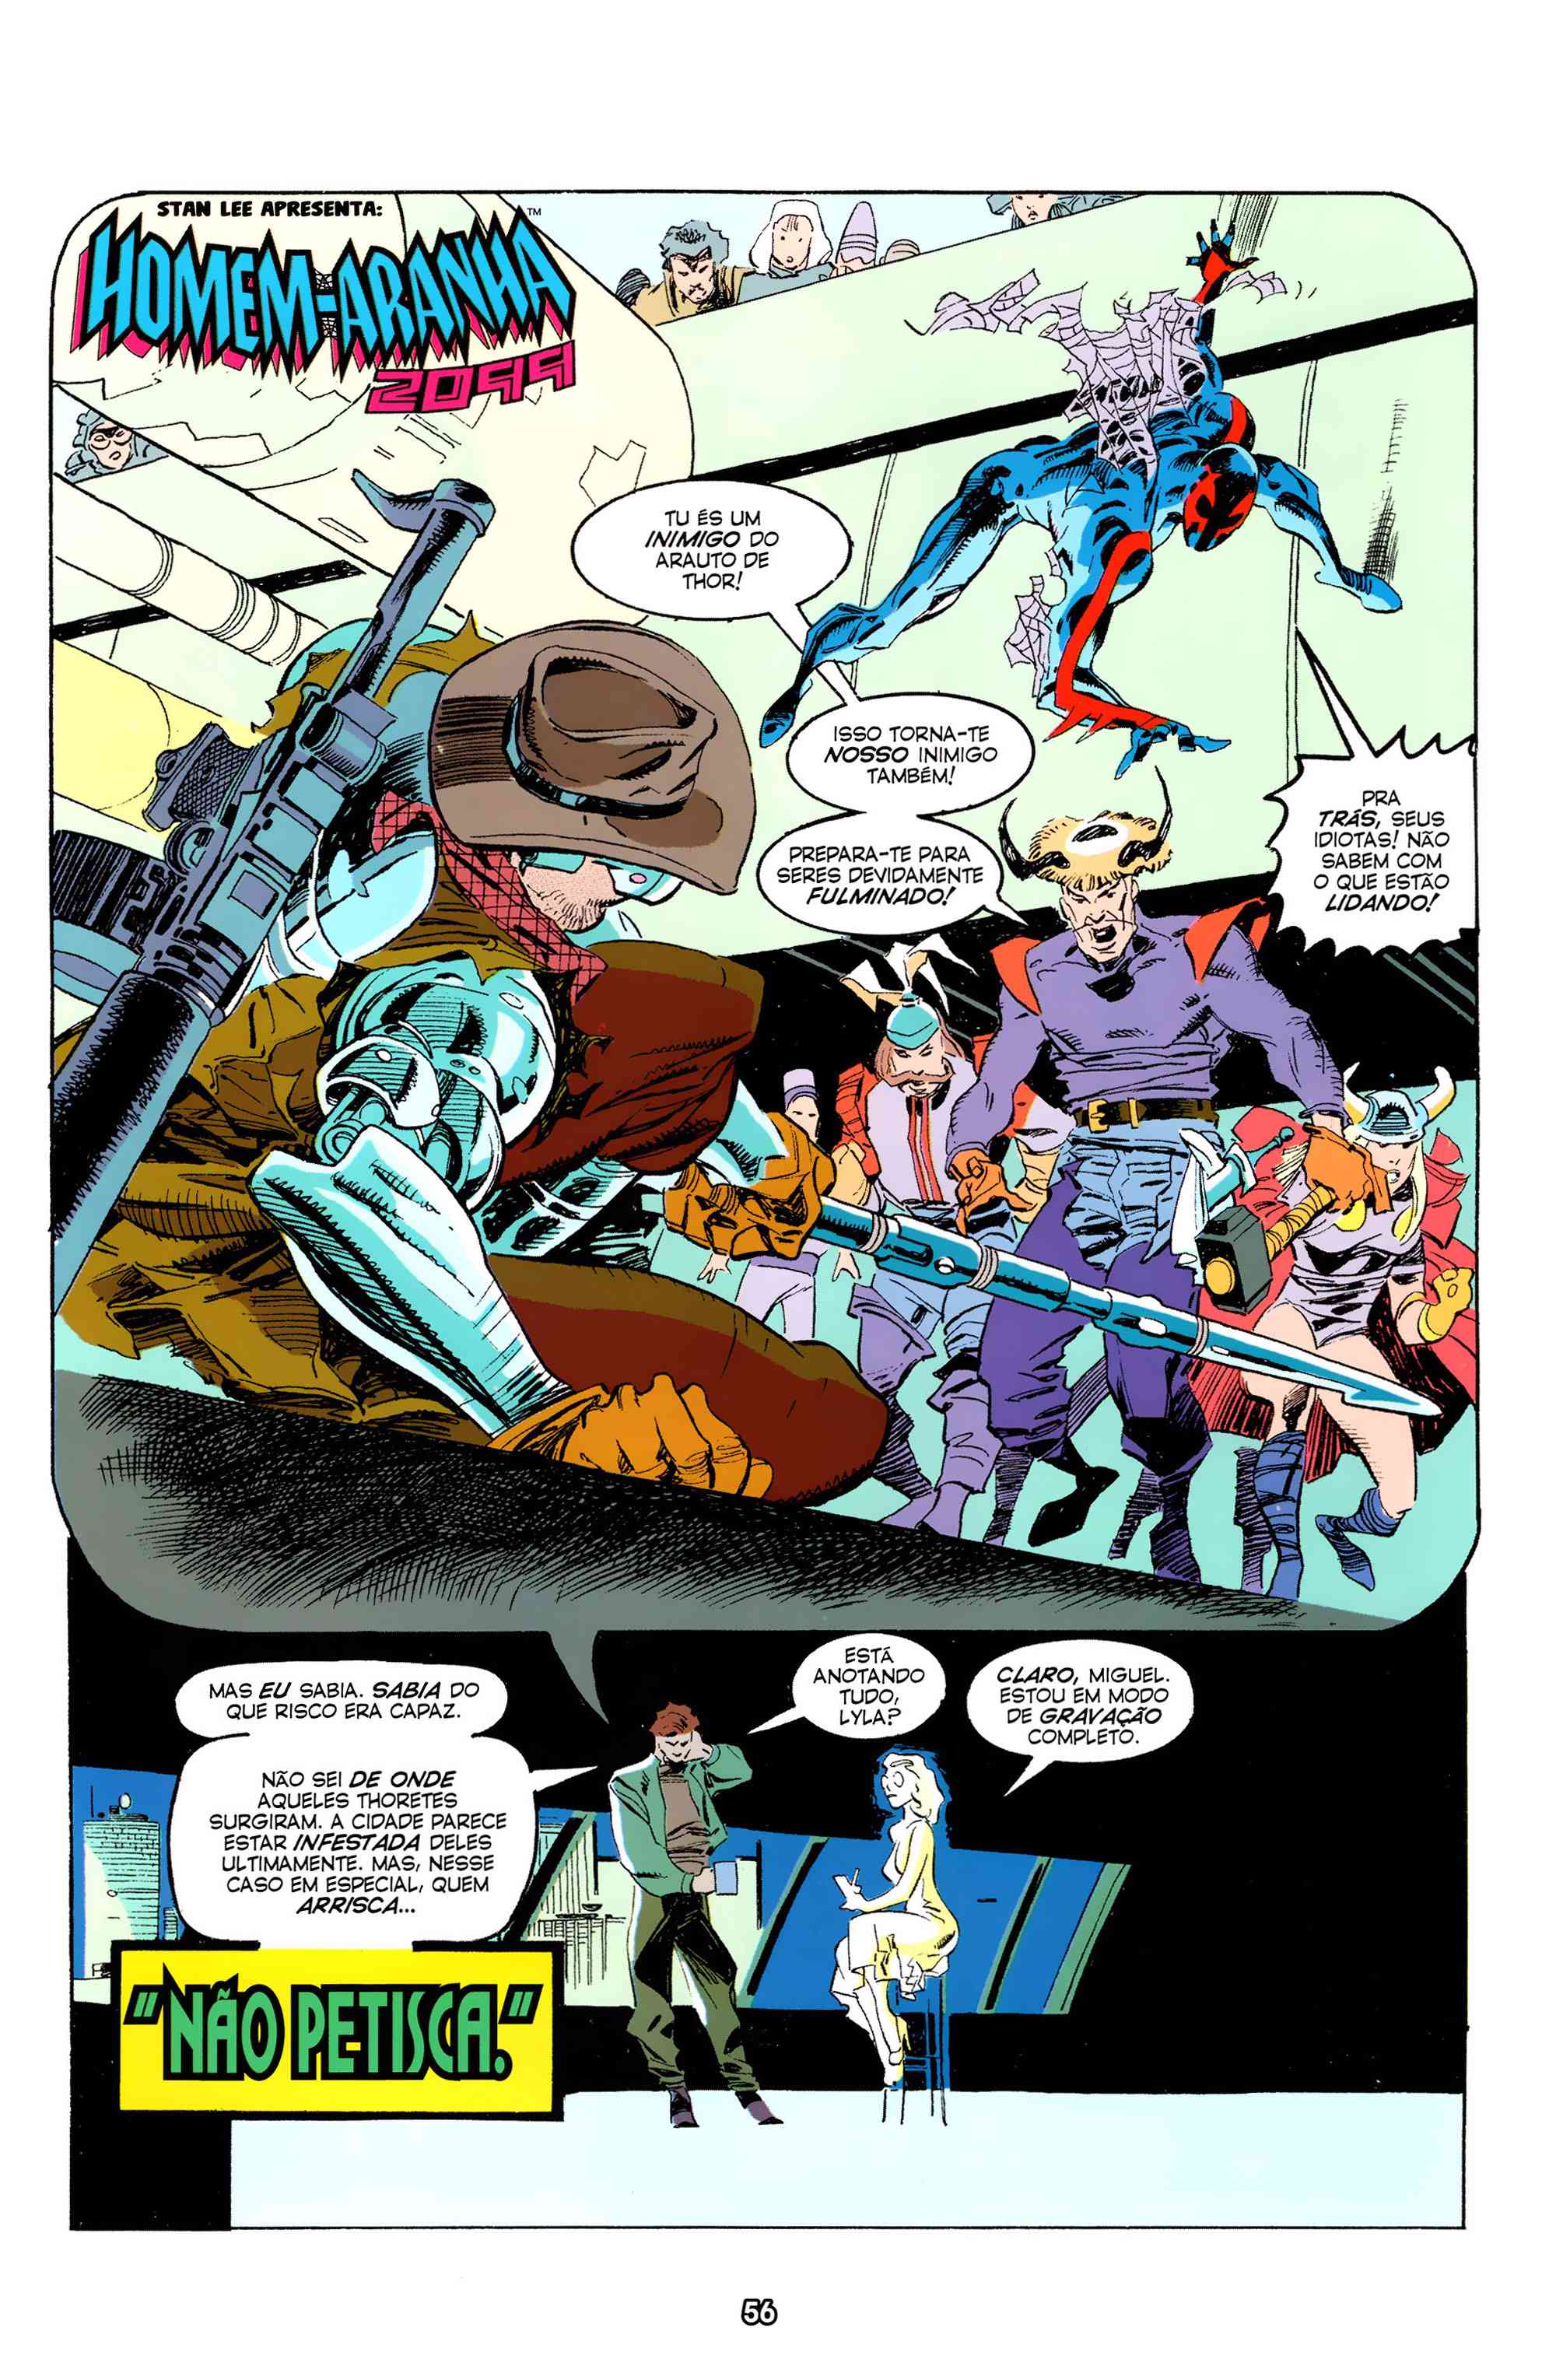 STAN LEE APRESENTA:
HOMEM-ARANHA TM
2099
TU ÉS UM
INIMIGO DO
ARAUTO DE
THOR!
ISSO TORNA-TE
NOSSO INIMIGO
TAMBÉM!
PREPARA-TE PARA
SERES DEVIDAMENTE
FULMINADO!
PRA
TRÁS, SEUS
IDIOTAS! NÃO
SABEM COM
O QUE ESTÃO
LIDANDO!
MAS EU SABIA. SABIA DO
QUE RISCO ERA CAPAZ.
NÃO SEI DE ONDE
AQUELES THORETES
SURGIRAM. A CIDADE PARECE
ESTAR INFESTADA DELES
ULTIMAMENTE. MAS, NESSE
CASO EM ESPECIAL, QUEM
ARRISCA...
ESTÁ
ANOTANDO
TUDO,
LYLA?
CLARO, MIGUEL.
ESTOU EM MODO
DE GRAVAÇÃO
COMPLETO.
"NÃO PETISCA."
56